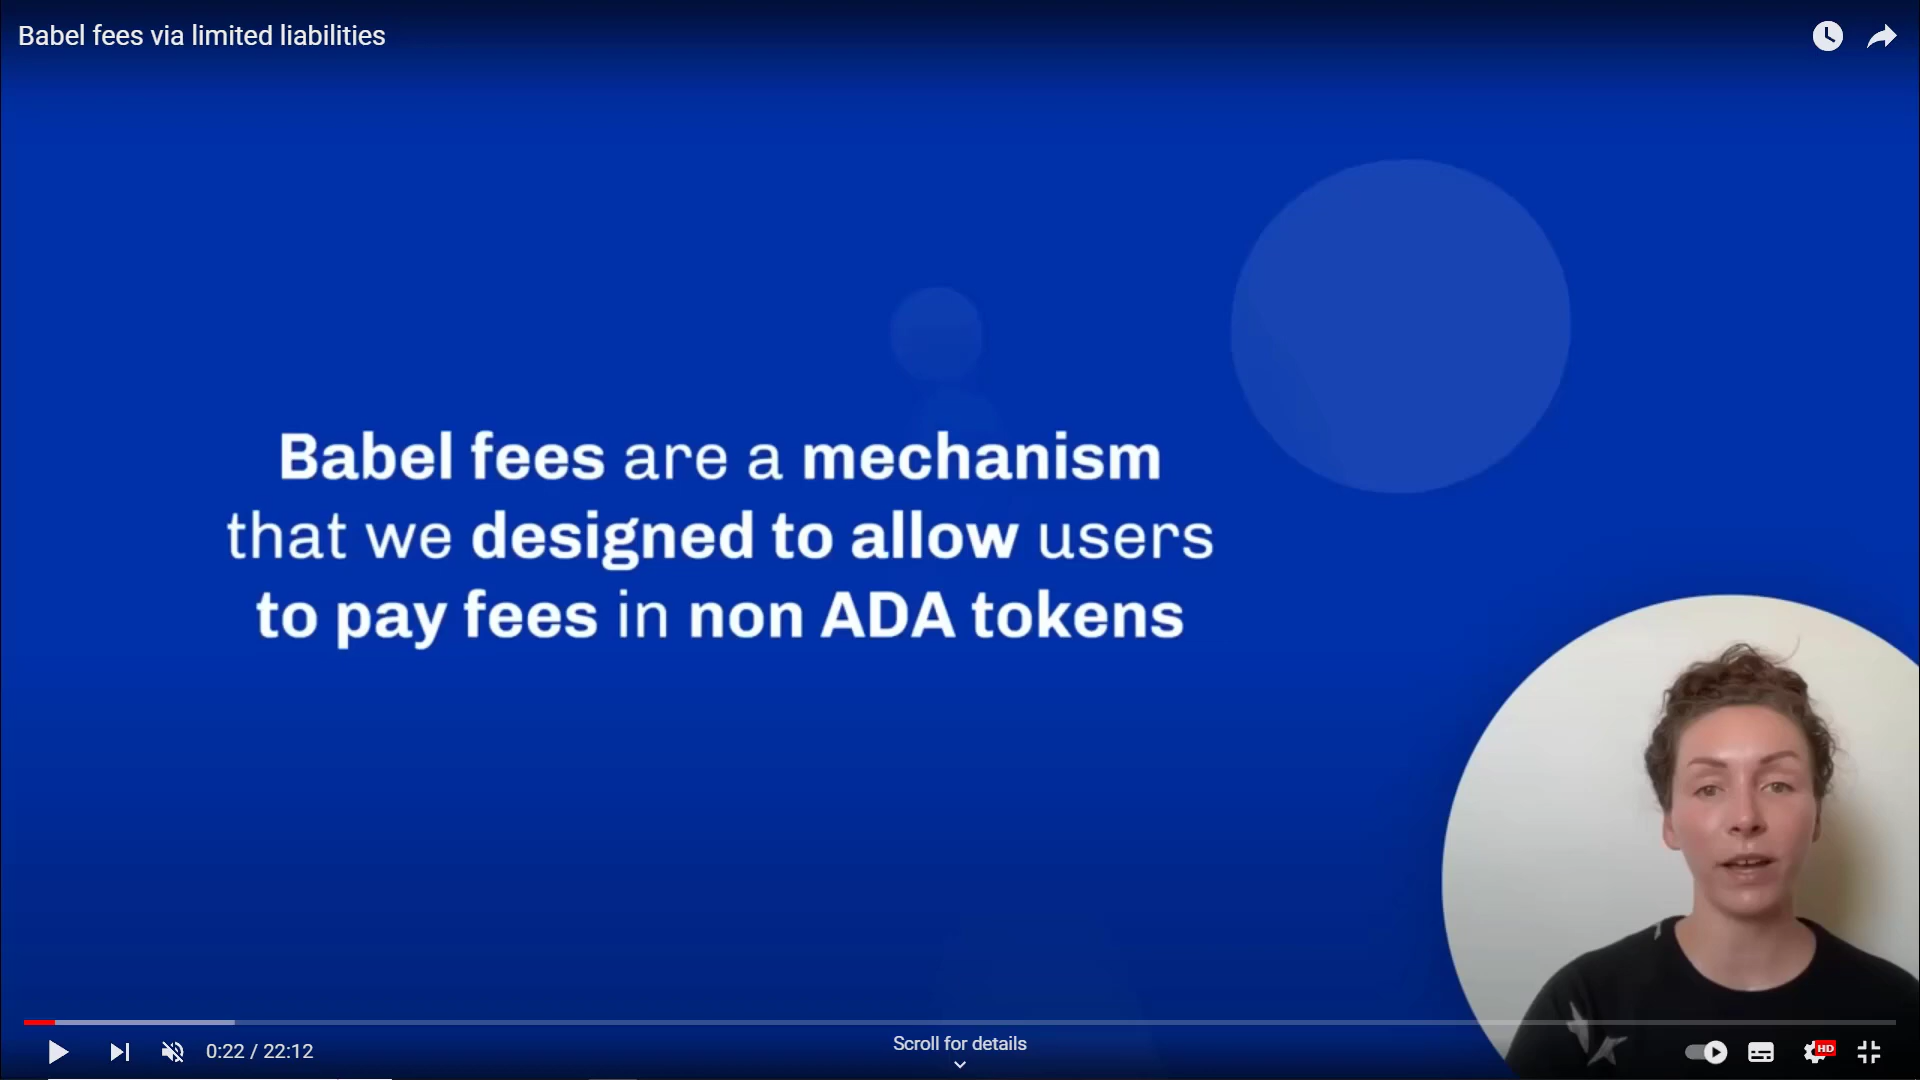 Babel fees via limited liabilities
Babel fees are a mechanism
that we designed to allow users
to pay fees in non ADA tokens
0:22 / 22:12
Scroll for details
HD